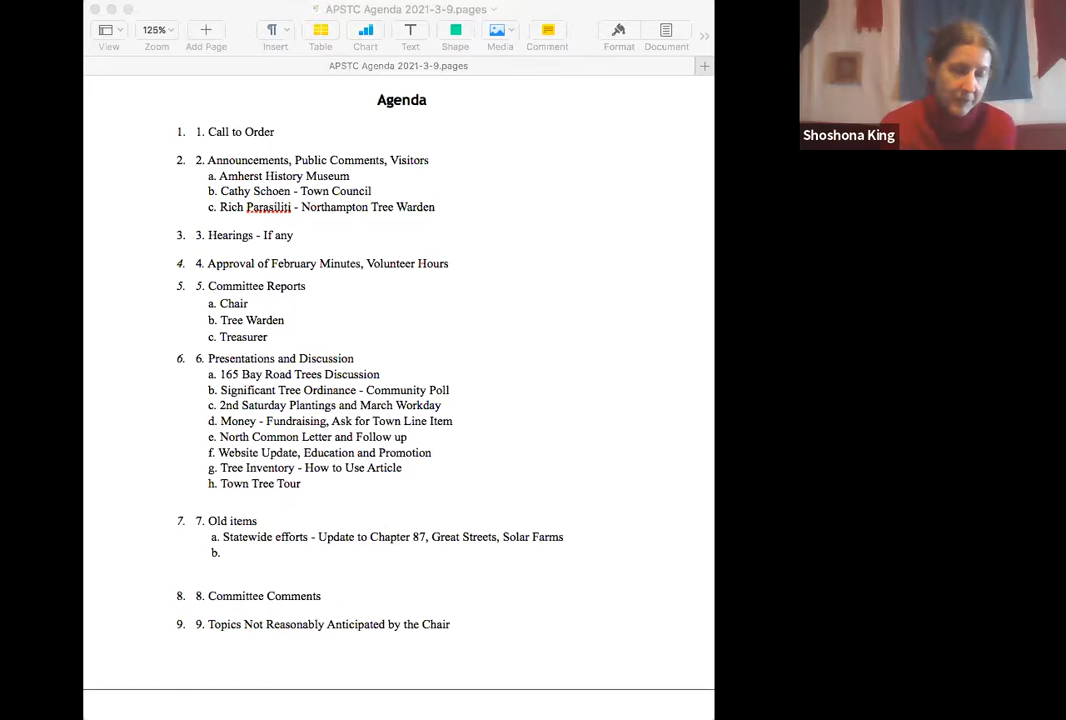 APSTC Agenda 2021-3-9.pages
125%
View Zoom Add Page Insert Table Chart Text Shape Media Comment Format Document
APSTC Agenda 2021-3-9.pages
Agenda
1. 1. Call to Order
2. 2. Announcements, Public Comments, Visitors
a. Amherst History Museum
b. Cathy Schoen - Town Council
c. Rich Parasiliti - Northampton Tree Warden
3. 3. Hearings - If any
4. 4. Approval of February Minutes, Volunteer Hours
5. 5. Committee Reports
a. Chair
b. Tree Warden
c. Treasurer
6. 6. Presentations and Discussion
a. 165 Bay Road Trees Discussion
b. Significant Tree Ordinance - Community Poll
c. 2nd Saturday Plantings and March Workday
d. Money - Fundraising, Ask for Town Line Item
e. North Common Letter and Follow up
f. Website Update, Education and Promotion
g. Tree Inventory - How to Use Article
h. Town Tree Tour
7. 7. Old items
a. Statewide efforts - Update to Chapter 87, Great Streets, Solar Farms
b.
8. 8. Committee Comments
9. 9. Topics Not Reasonably Anticipated by the Chair
Shoshona King